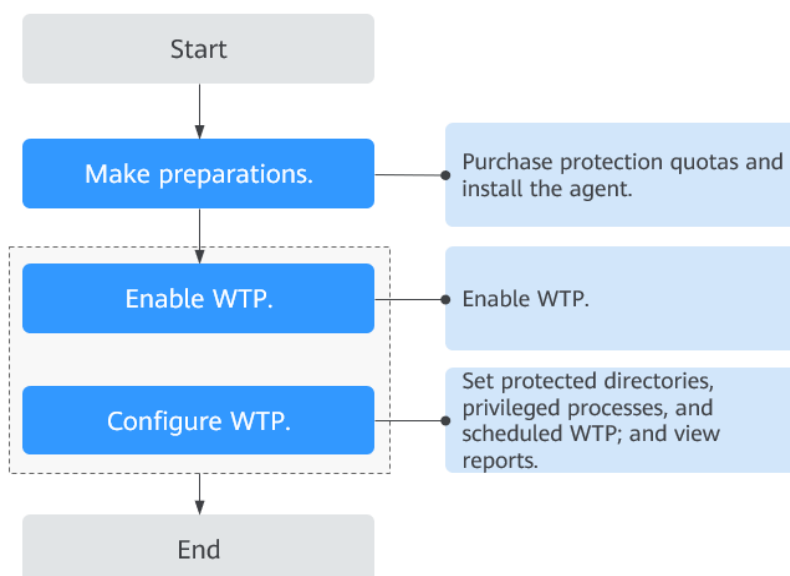 Start
Make preparations.
Purchase protection quotas and
install the agent.
Enable WTP.
Enable WTP.
Configure WTP.
Set protected directories,
privileged processes, and
scheduled WTP; and view
reports.
End